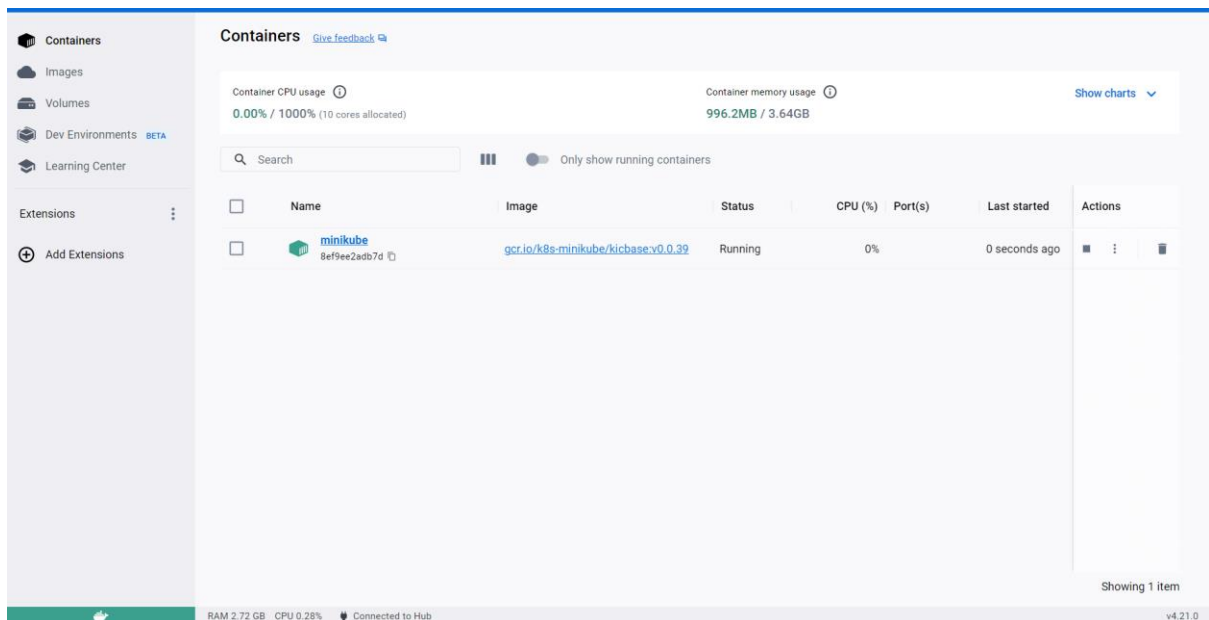 Containers
Images
Volumes
Dev Environments BETA
Learning Center
Extensions
Add Extensions
Containers Give feedback
Container CPU usage
0.00% / 1000% (10 cores allocated)
Container memory usage
996.2MB / 3.64GB
Show charts
Search
Only show running containers
Name Image Status CPU (%) Port(s) Last started Actions
minikube
8ef9ee2adb7d
gcr.io/k8s-minikube/kicbase:v0.0.39 Running 0% 0 seconds ago
Showing 1 item
RAM 2.72 GB CPU 0.28% Connected to Hub v4.21.0